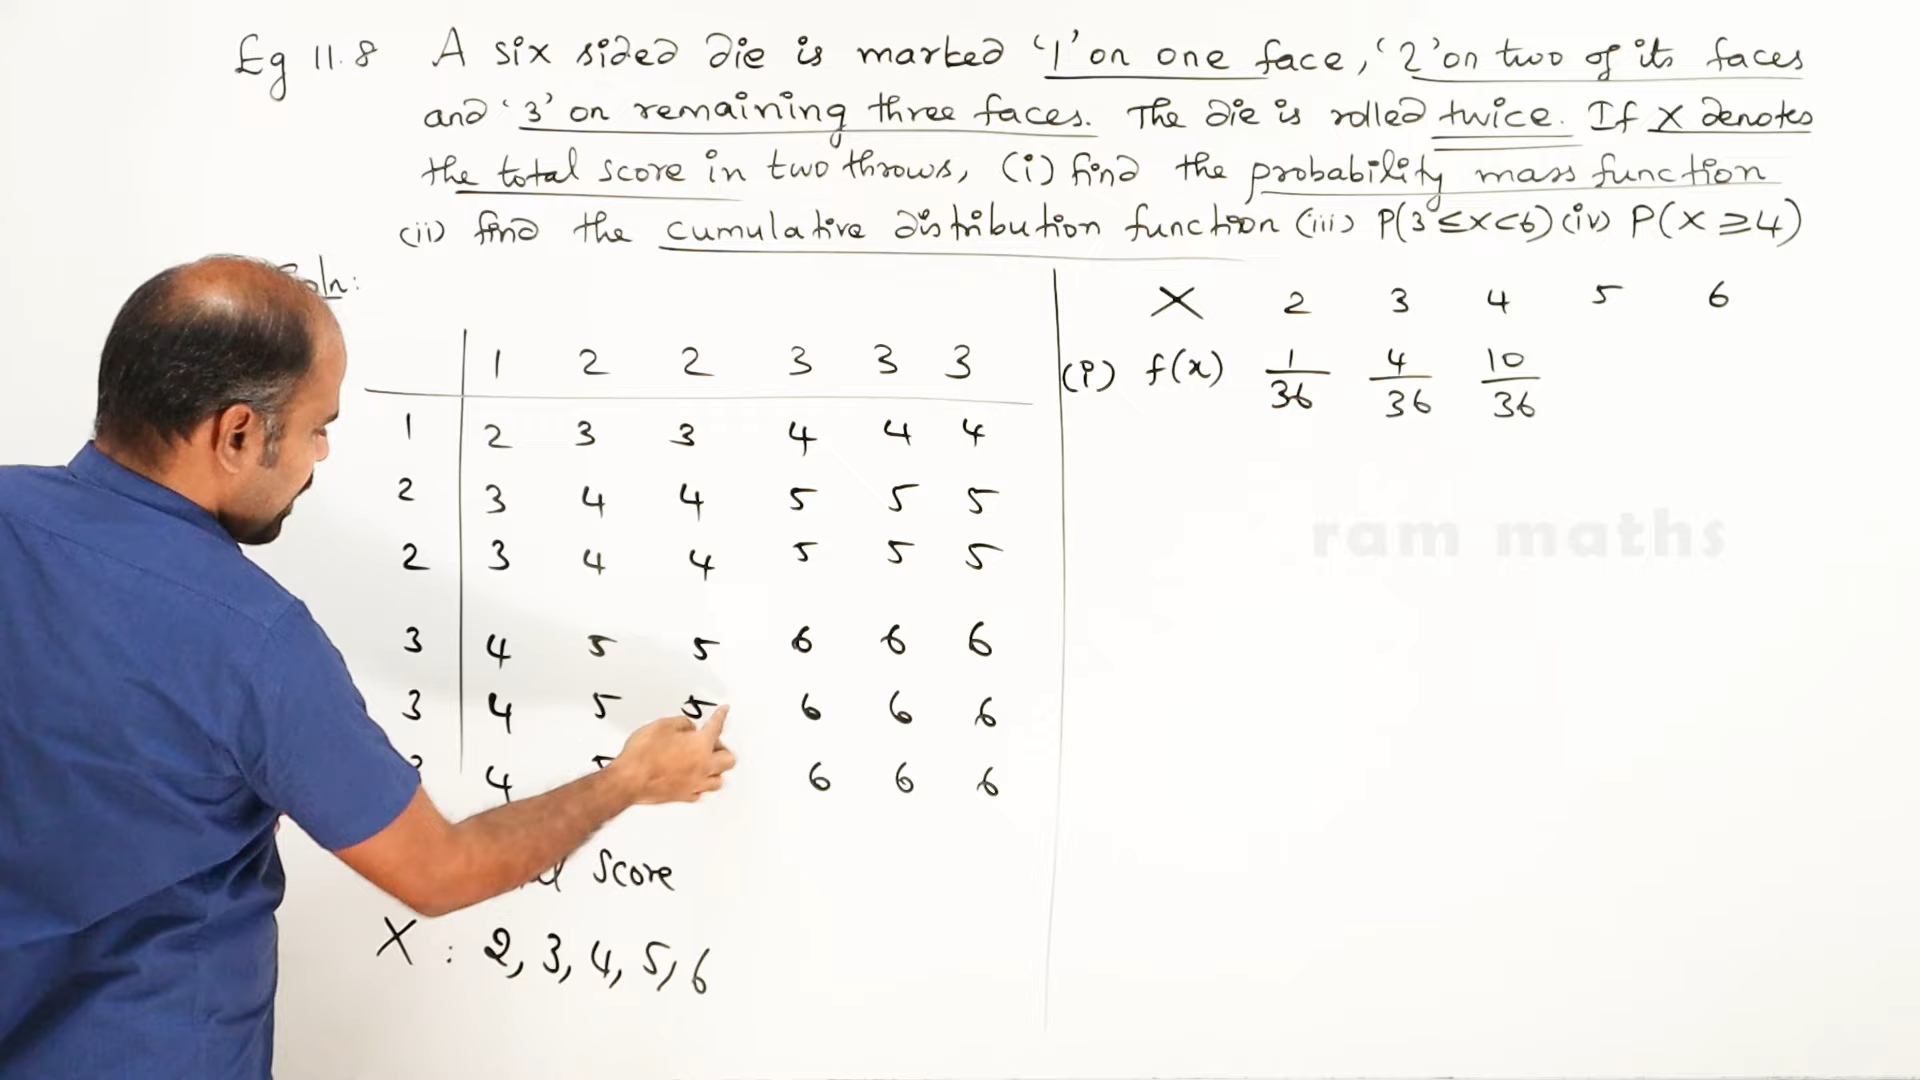 Eg 11.8 A six sided die is marked '1' on one face, '2' on two of its faces
and '3' on remaining three faces. The die is rolled twice. If X denotes
the total score in two throws, (i) find the probability mass function
(ii) find the cumulative distribution function (iii) P(3≤x<6) (iv) P(X≥4)
Soln:
1 2 2 3 3 3
1 2 3 3 4 4 4
2 3 4 4 5 5 5
2 3 4 4 5 5 5
3 4 5 5 6 6 6
3 4 5 5 6 6 6
4 6 6 6
Score
X : 2, 3, 4, 5, 6
X 2 3 4 5 6
(i) f(x) 1/36 4/36 10/36
ram maths